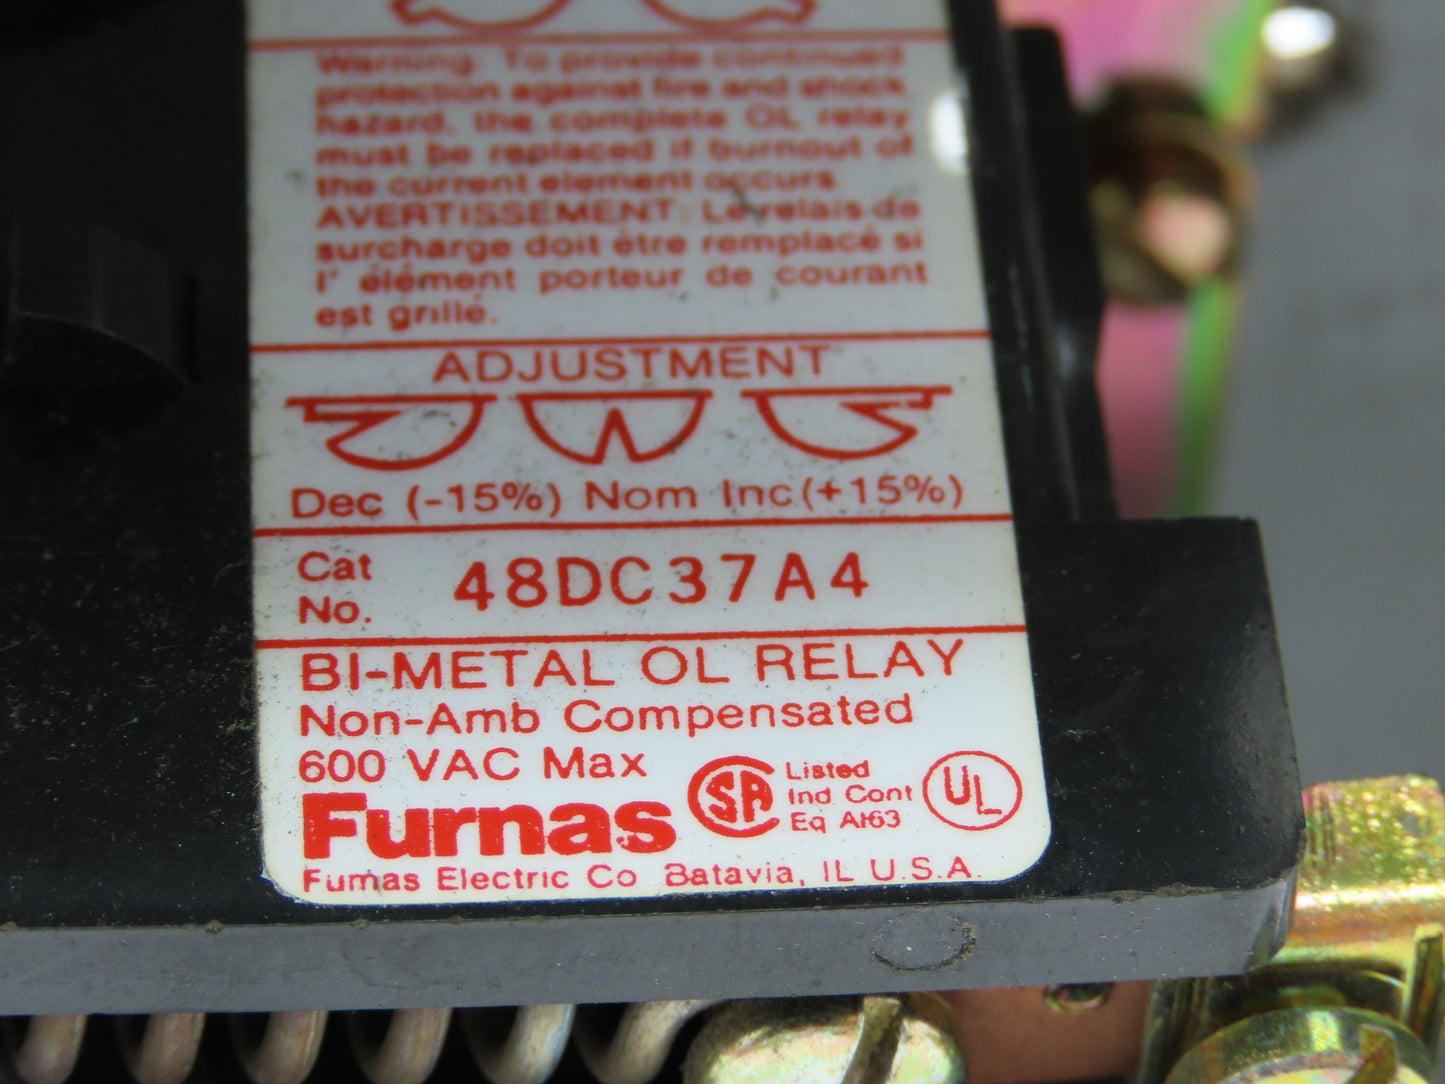 Warning: To provide continued
protection against fire and shock
hazard, the complete OL relay
must be replaced if burnout of
the current element occurs.
AVERTISSEMENT: Le relais de
surcharge doit être remplacé si
l' élément porteur de courant
est grillé.
ADJUSTMENT
Dec (-15%) Nom Inc(+15%)
Cat No. 48DC37A4
BI-METAL OL RELAY
Non-Amb Compensated
600 VAC Max
SA Listed Ind Cont Eq A163 UL
Furnas
Furnas Electric Co Batavia, IL U.S.A.